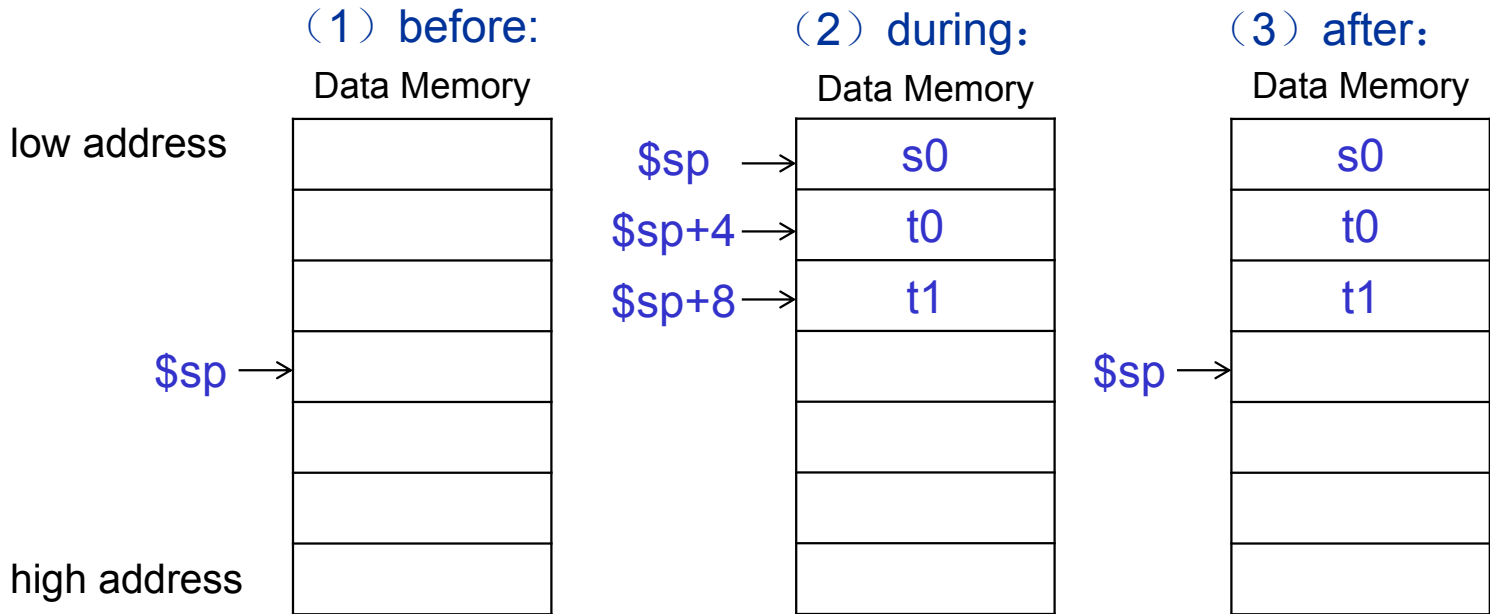 （1）before:
（2）during：
（3）after：
Data Memory
Data Memory
Data Memory
low address
$sp
s0
s0
$sp+4
t0
t0
$sp+8
t1
t1
$sp
$sp
high address